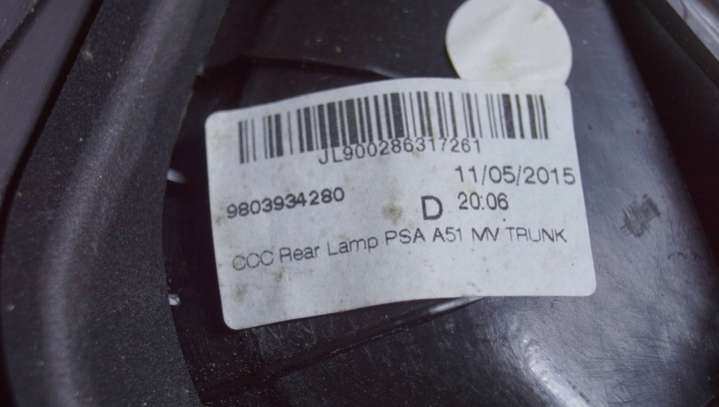 JL900286317261
11/05/2015
9803934280
D 20:06
CCC Rear Lamp PSA A51 MV TRUNK